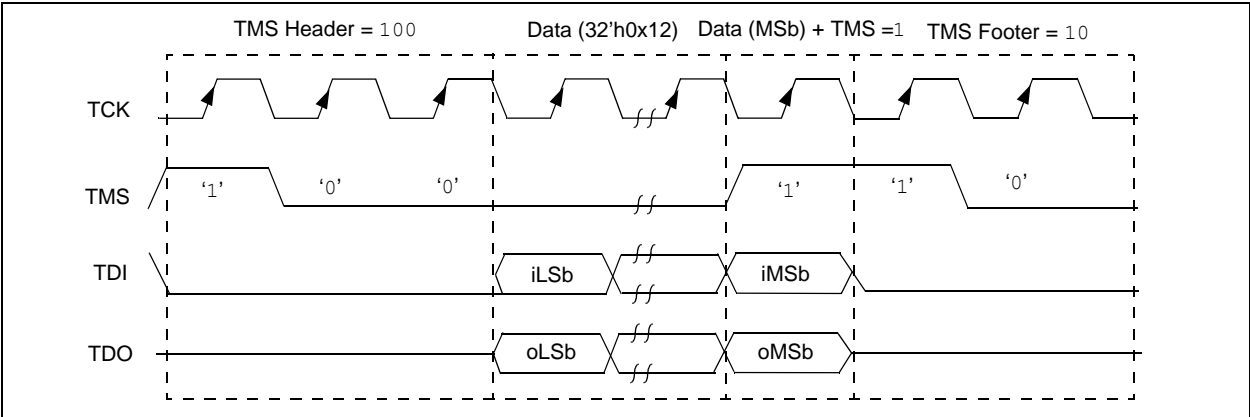 TMS Header = 100 Data (32'h0x12) Data (MSb) + TMS =1 TMS Footer = 10
TCK
TMS ‘1’ ‘0’ ‘0’ ‘1’ ‘1’ ‘0’
TDI iLSb iMSb
TDO oLSb oMSb